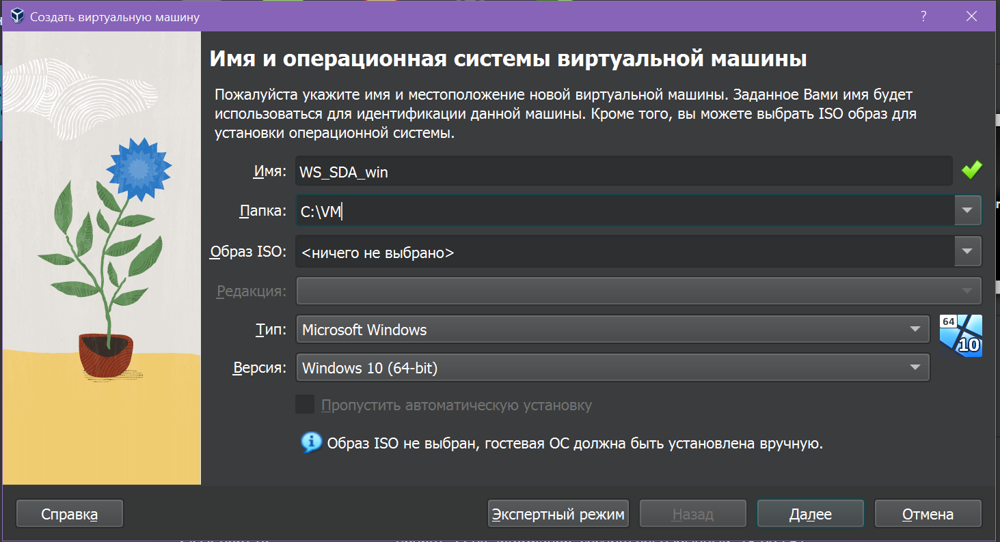 Создать виртуальную машину
?
Имя и операционная системы виртуальной машины
Пожалуйста укажите имя и местоположение новой виртуальной машины. Заданное Вами имя будет
использоваться для идентификации данной машины. Кроме того, вы можете выбрать ISO образ для
установки операционной системы.
Имя: WS_SDA_win
Папка: C:\VM
Образ ISO: <ничего не выбрано>
Редакция:
Тип: Microsoft Windows 64
10
Версия: Windows 10 (64-bit)
Пропустить автоматическую установку
Образ ISO не выбран, гостевая ОС должна быть установлена вручную.
Справка Экспертный режим Назад Далее Отмена